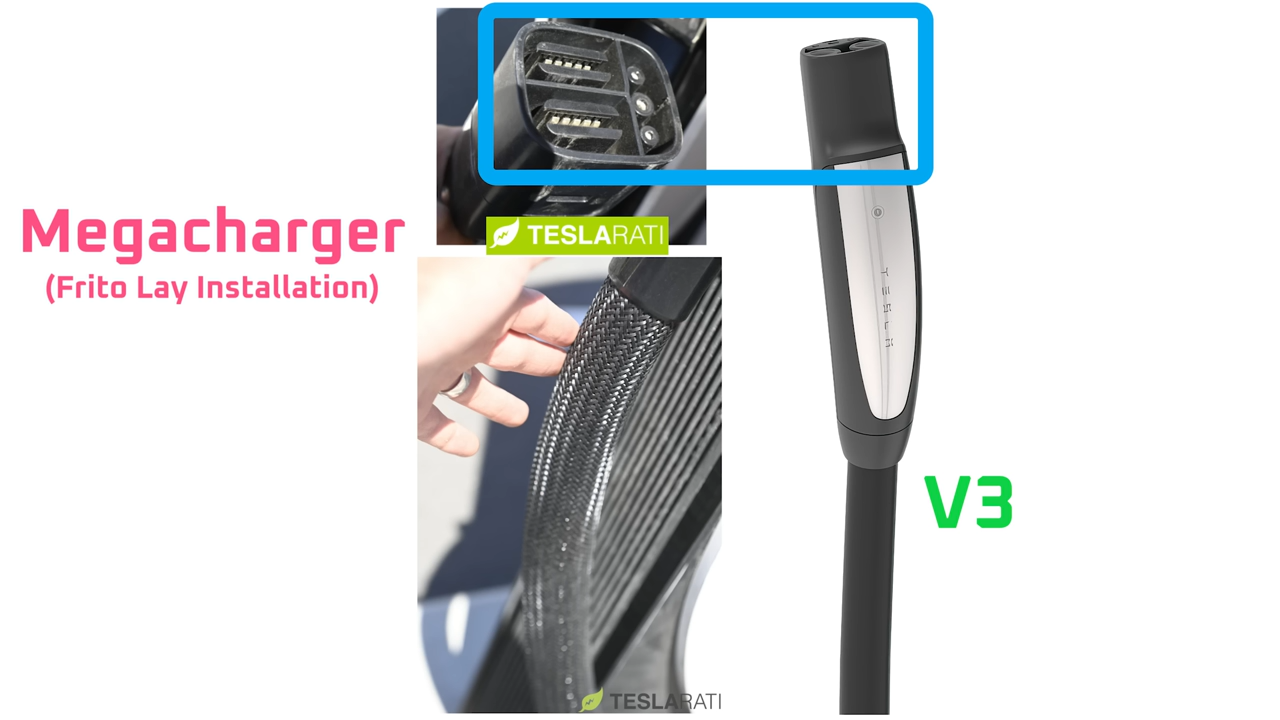 Megacharger
(Frito Lay Installation)
TESLARATI
TESLA
V3
TESLARATI